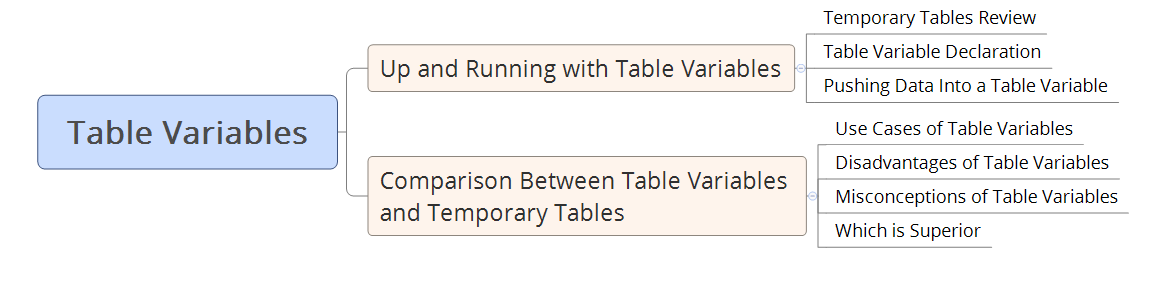 Table Variables
Up and Running with Table Variables
Temporary Tables Review
Table Variable Declaration
Pushing Data Into a Table Variable
Comparison Between Table Variables
and Temporary Tables
Use Cases of Table Variables
Disadvantages of Table Variables
Misconceptions of Table Variables
Which is Superior